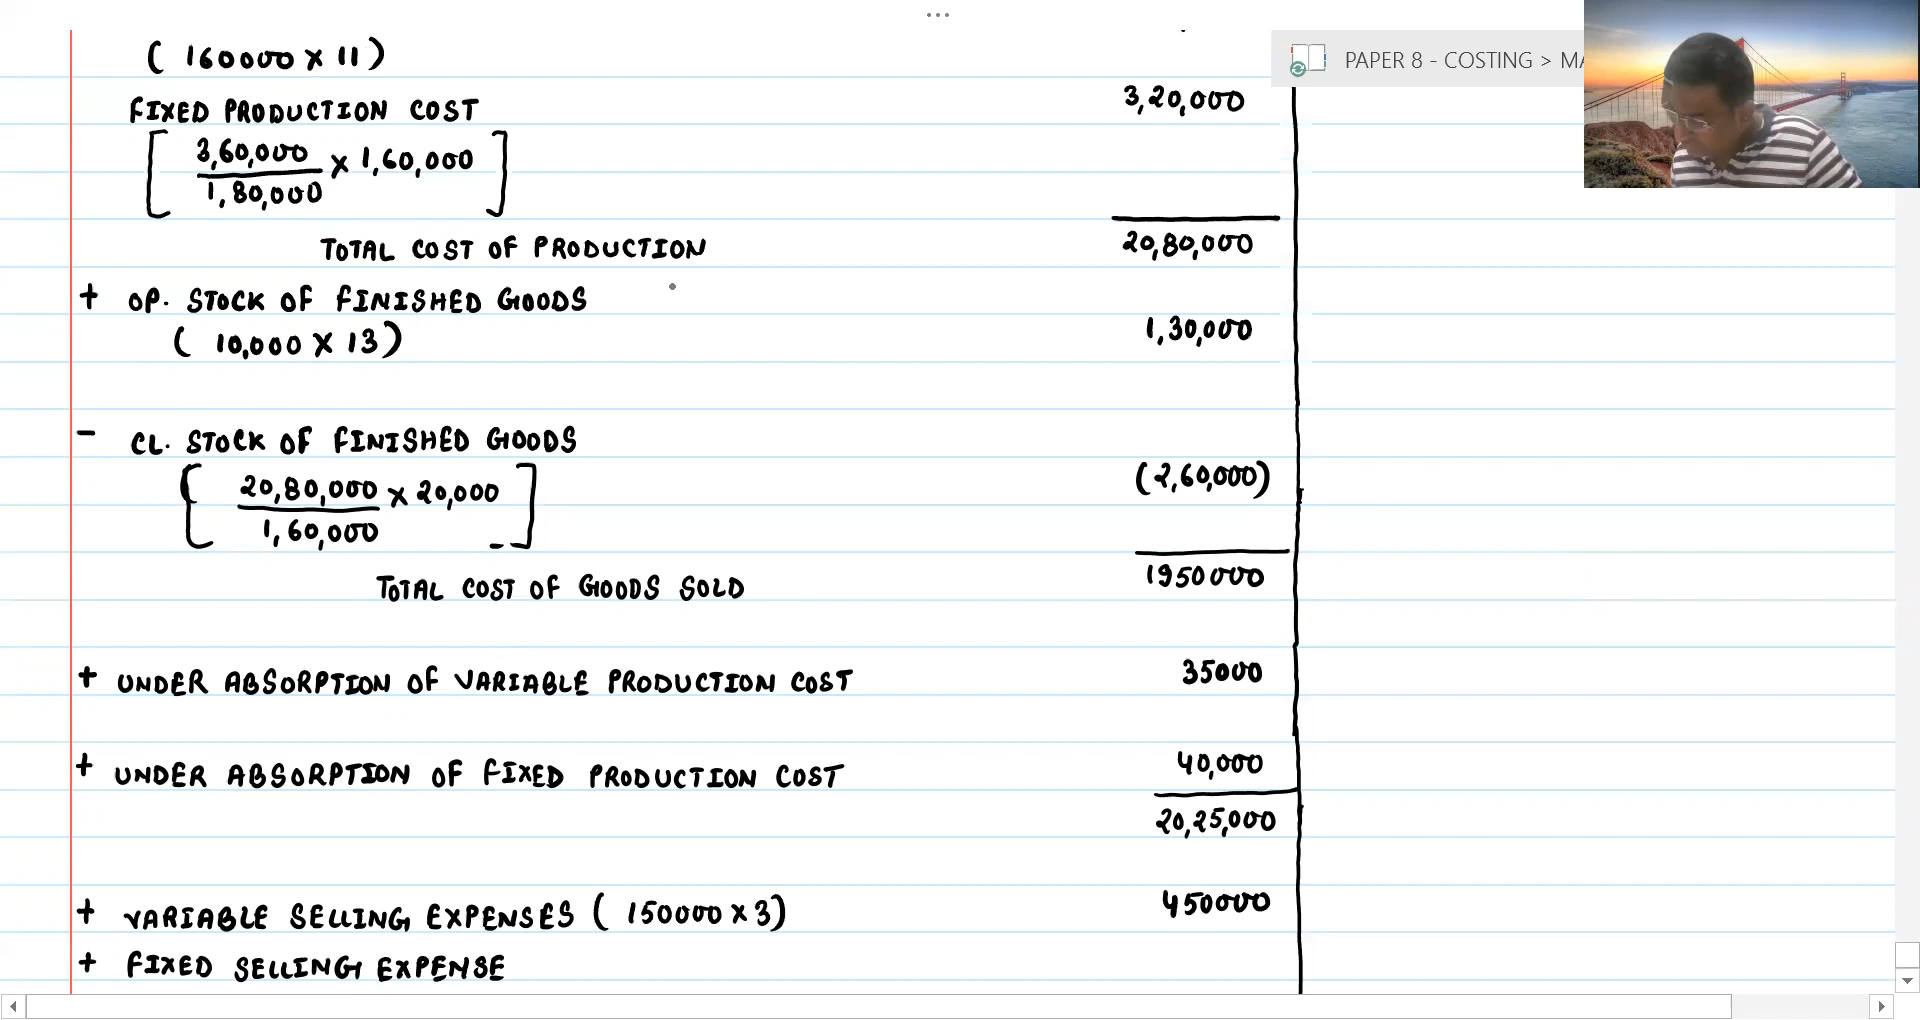 PAPER 8 - COSTING > MA
( 160000 × 11 )
FIXED PRODUCTION COST 3,20,000
[ 3,60,000 / 1,80,000 × 1,60,000 ]
TOTAL COST OF PRODUCTION 20,80,000
+ OP. STOCK OF FINISHED GOODS
( 10,000 × 13 ) 1,30,000
- CL. STOCK OF FINISHED GOODS
[ 20,80,000 / 1,60,000 × 20,000 ] (2,60,000)
TOTAL COST OF GOODS SOLD 1950000
+ UNDER ABSORPTION OF VARIABLE PRODUCTION COST 35000
+ UNDER ABSORPTION OF FIXED PRODUCTION COST 40,000
20,25,000
+ VARIABLE SELLING EXPENSES ( 150000 × 3 ) 450000
+ FIXED SELLING EXPENSE